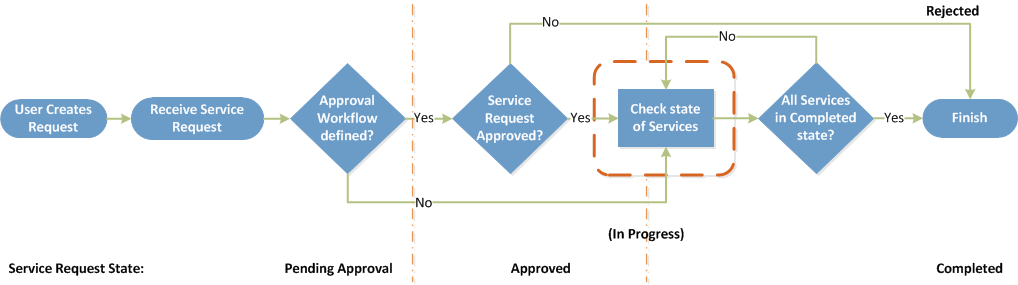 Rejected
No
No
User Creates
Request
Receive Service
Request
Approval
Workflow
defined?
Yes
Service
Request
Approved?
Yes
Check state
of Services
All Services
in Completed
state?
Yes
Finish
No
(In Progress)
Service Request State:
Pending Approval
Approved
Completed